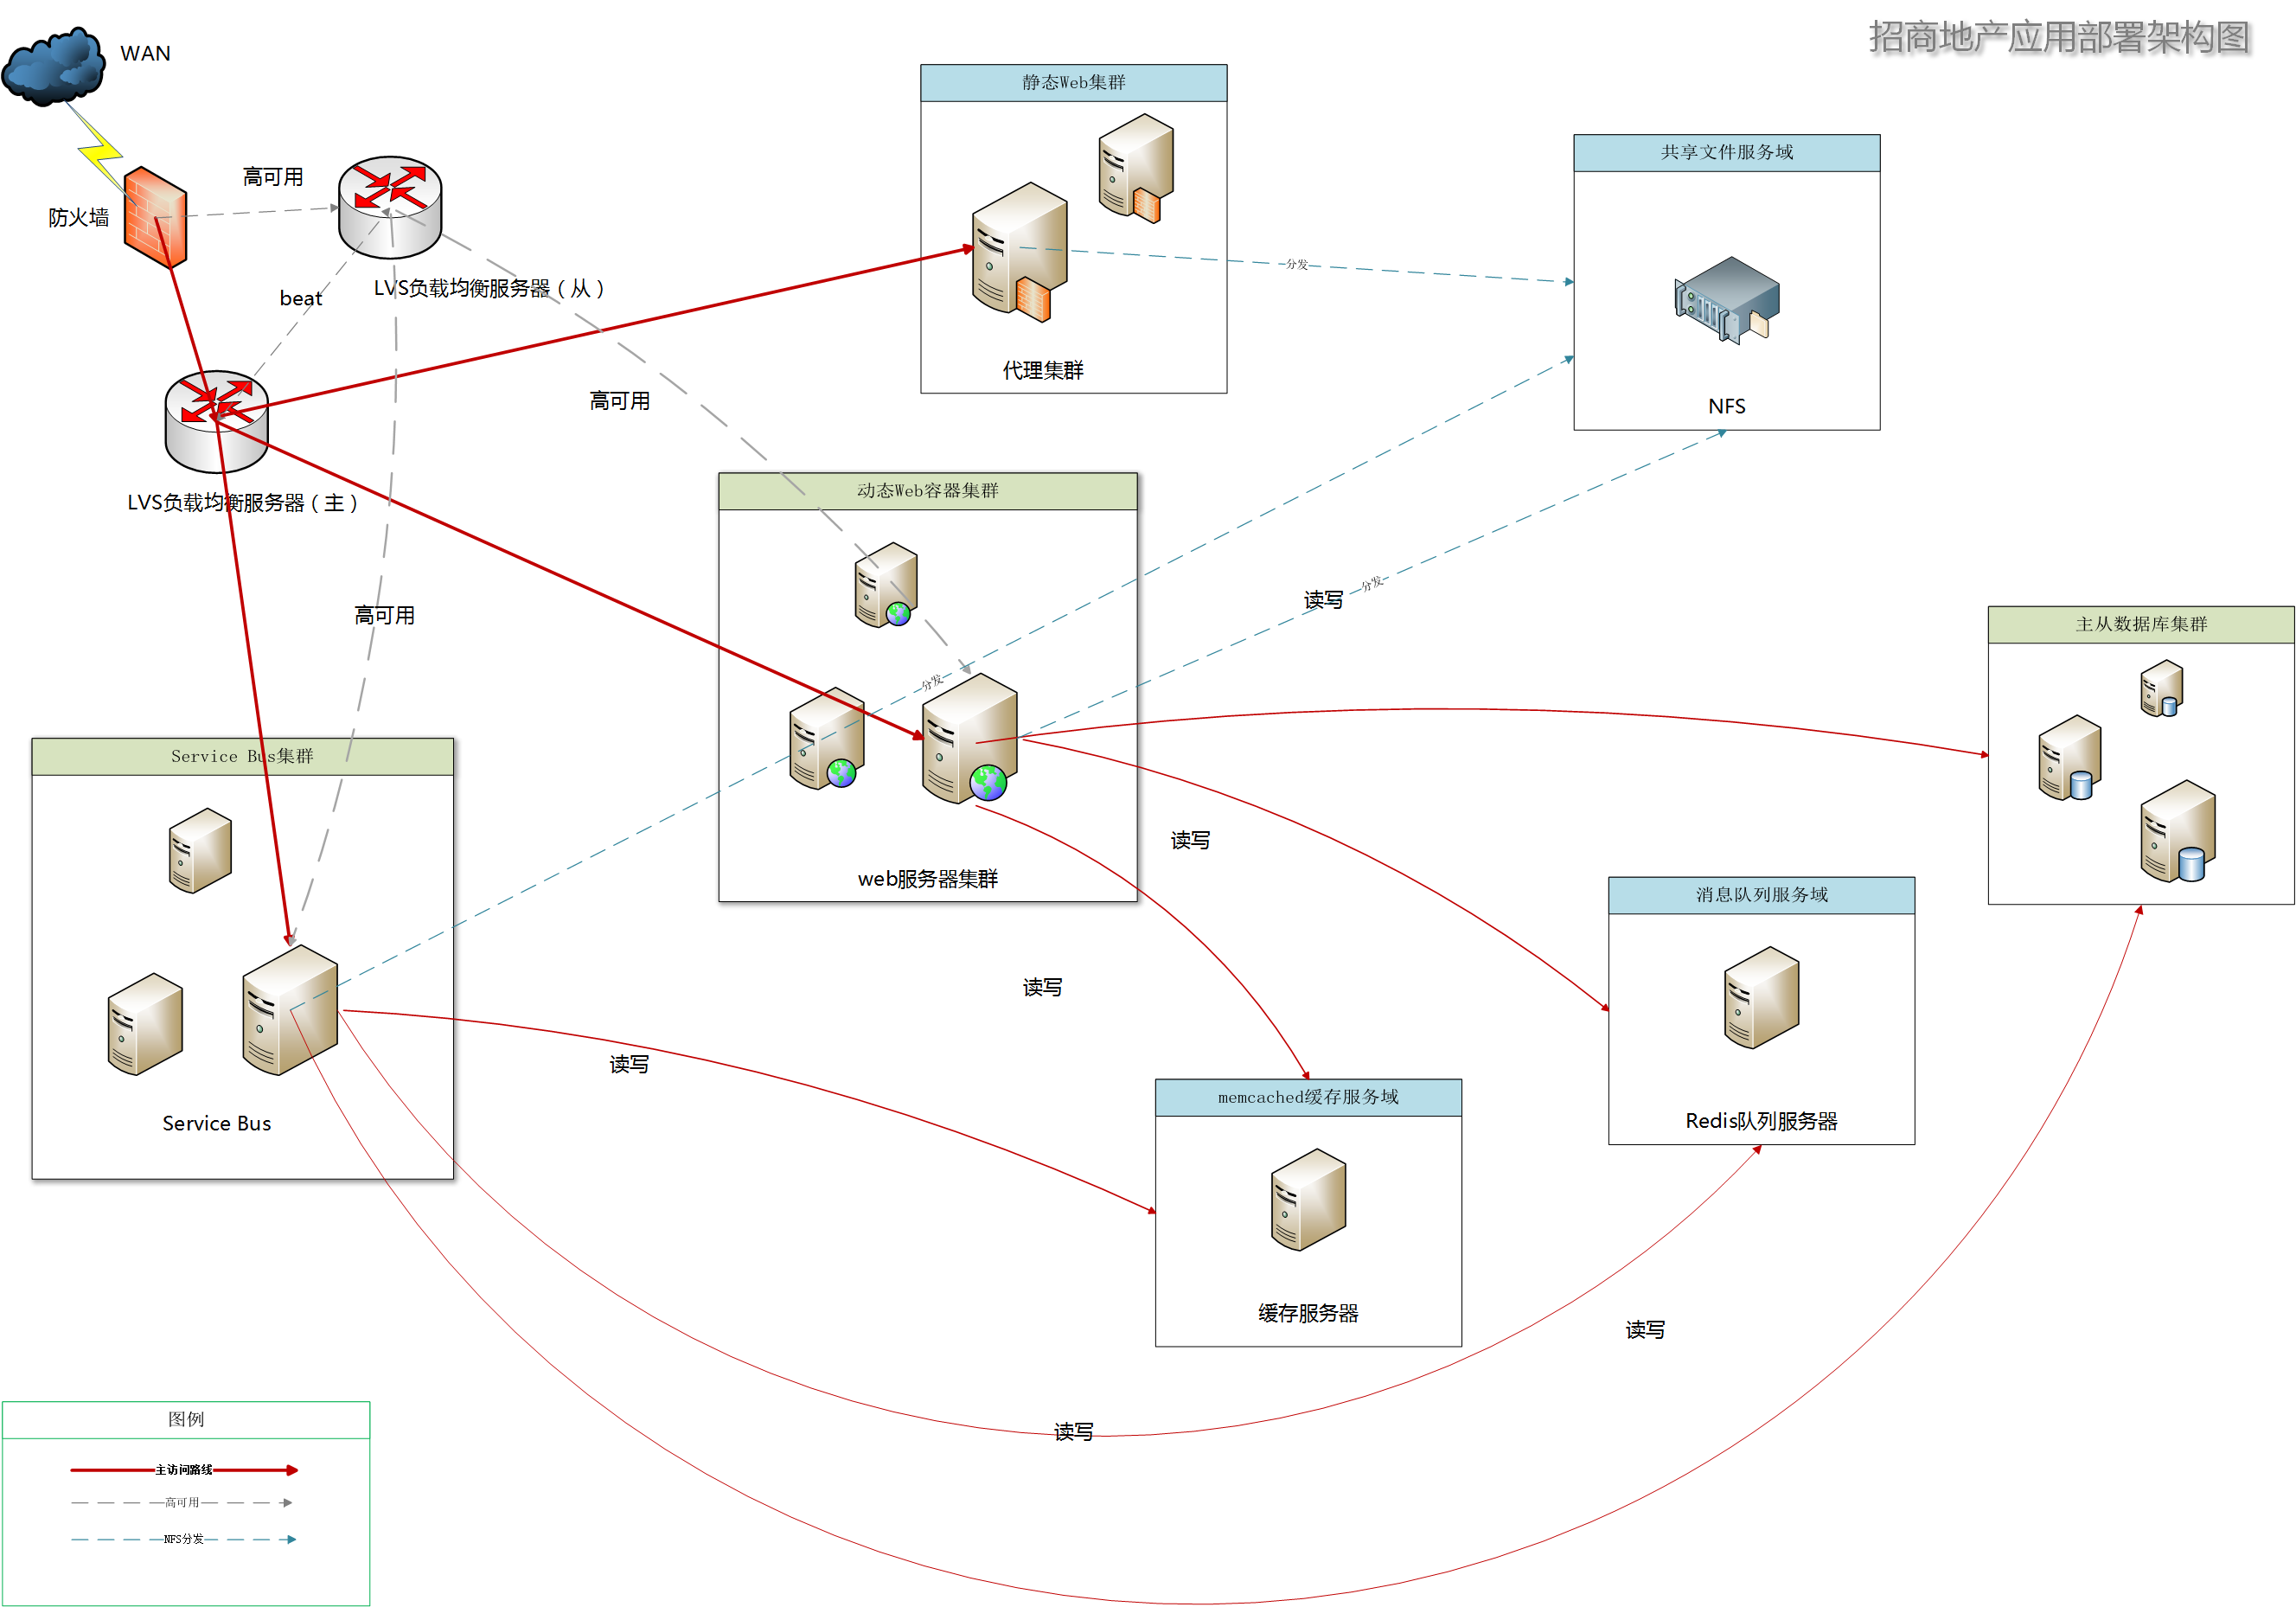 招商地产应用部署架构图
WAN
静态Web集群
共享文件服务域
高可用
防火墙
分发
beat
LVS负载均衡服务器（从）
代理集群
高可用
NFS
动态Web容器集群
LVS负载均衡服务器（主）
分发
读写
高可用
主从数据库集群
分发
Service Bus集群
读写
web服务器集群
消息队列服务域
读写
读写
memcached缓存服务域
Service Bus
Redis队列服务器
缓存服务器
读写
读写
图例
主访问路线
高可用
NFS分发